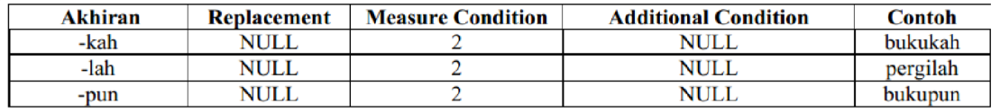 Akhiran Replacement Measure Condition Additional Condition Contoh
-kah NULL 2 NULL bukukah
-lah NULL 2 NULL pergilah
-pun NULL 2 NULL bukupun